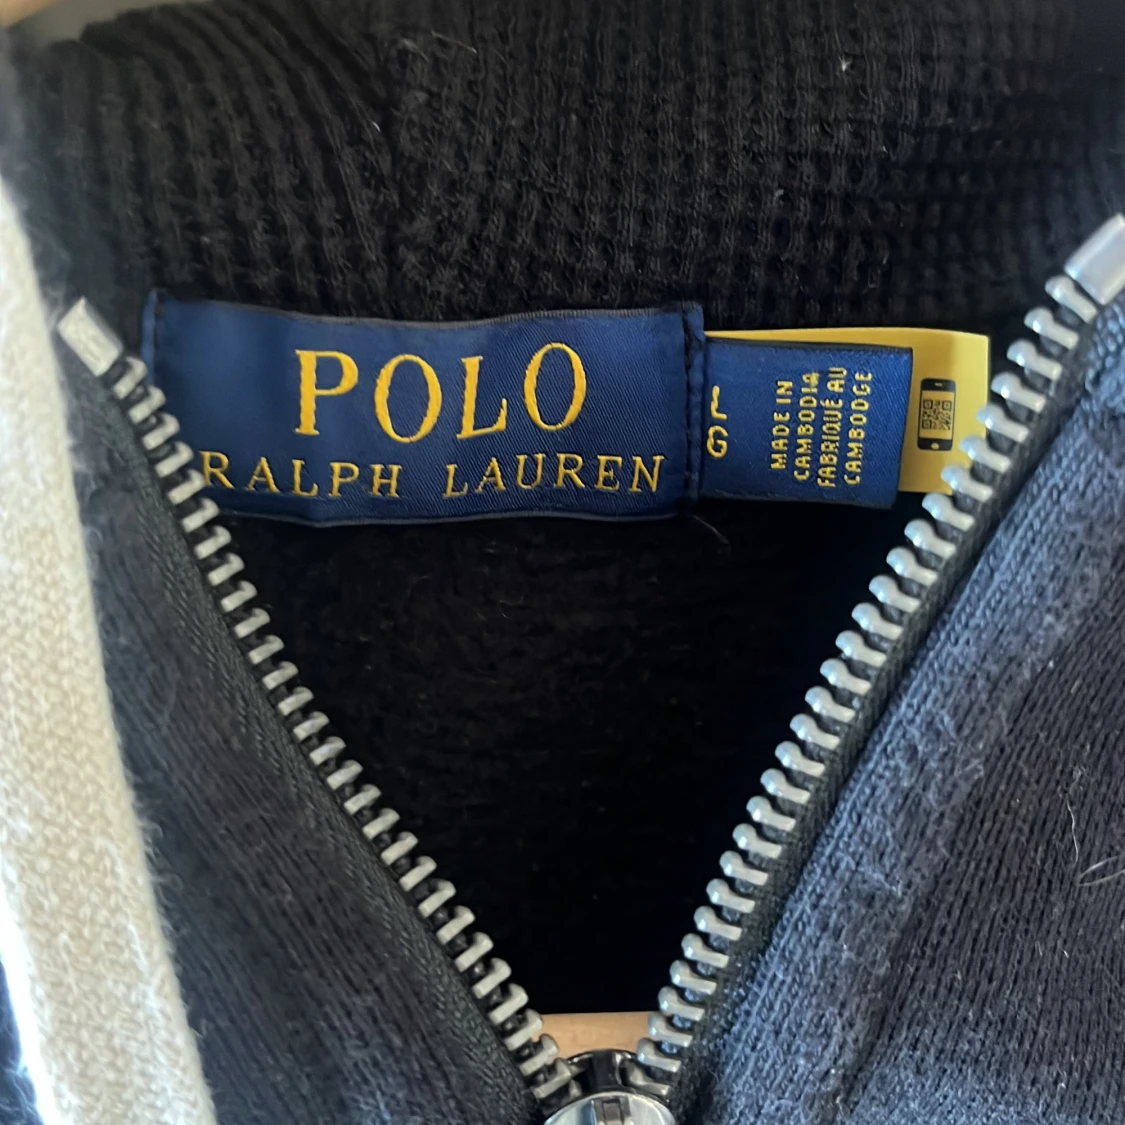 POLO
RALPH LAUREN
L
G
MADE IN
CAMBODIA
FABRIQUÉ AU
CAMBODGE